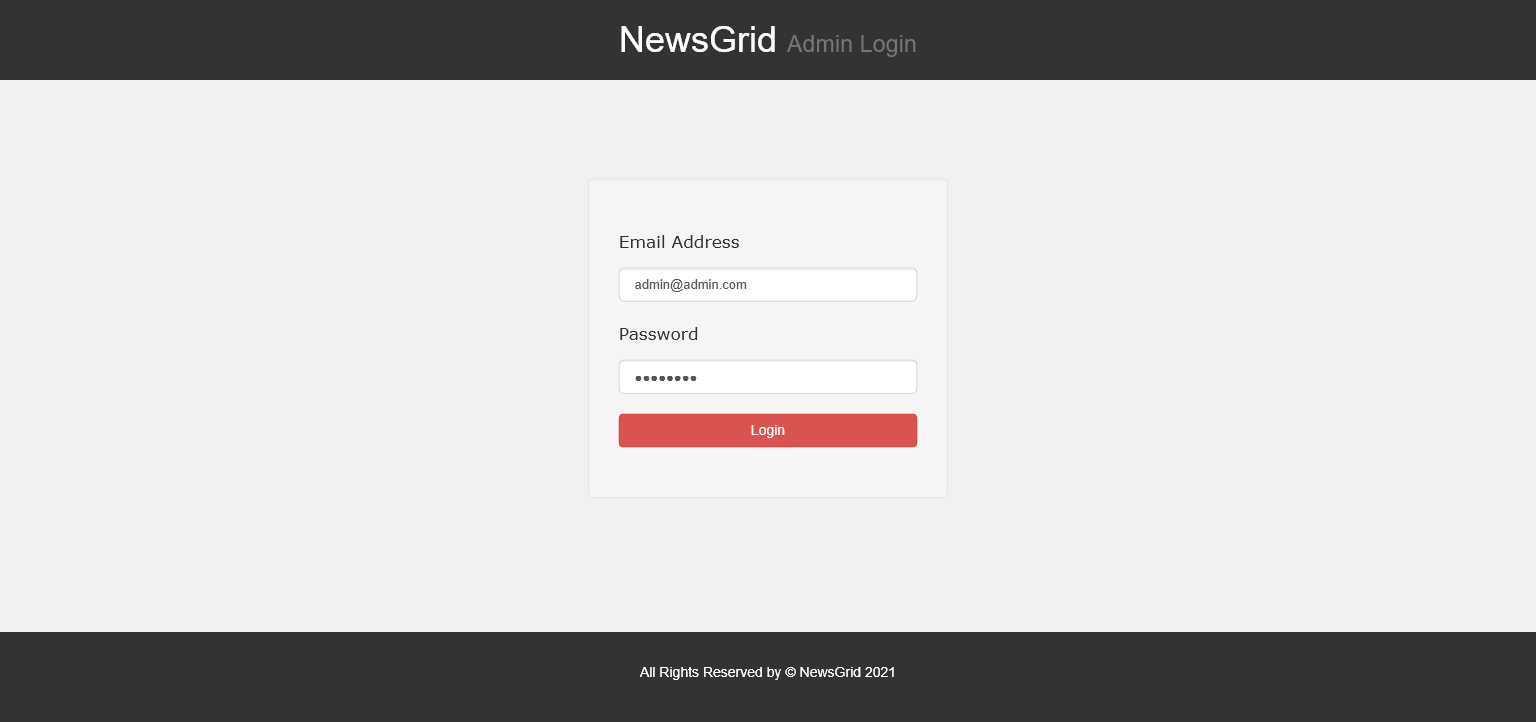 NewsGrid Admin Login
Email Address
admin@admin.com
Password
••••••••
Login
All Rights Reserved by © NewsGrid 2021